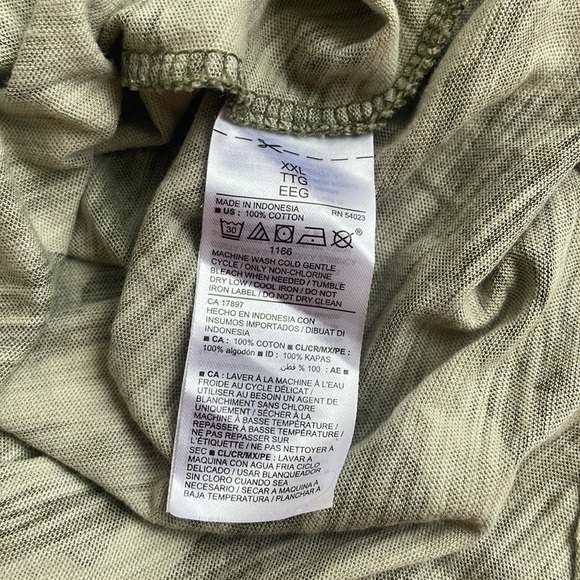 XXL
TTG
EEG
MADE IN INDONESIA RN 54023
■ US : 100% COTTON
30 ®
1166
MACHINE WASH COLD GENTLE
CYCLE / ONLY NON-CHLORINE
BLEACH WHEN NEEDED / TUMBLE
DRY LOW / COOL IRON / DO NOT
IRON LABEL / DO NOT DRY CLEAN
CA 17897
HECHO EN INDONESIA CON
INSUMOS IMPORTADOS / DIBUAT DI
INDONESIA
■ CA : 100% COTON ■ CL/CR/MX/PE :
100% algodón ■ ID : 100% KAPAS
■ AE : 100 % قطن
■ CA : LAVER À LA MACHINE À L'EAU
FROIDE AU CYCLE DÉLICAT /
UTILISER AU BESOIN UN AGENT DE
BLANCHIMENT SANS CHLORE
UNIQUEMENT / SÉCHER À LA
MACHINE À BASSE TEMPÉRATURE /
REPASSER À BASSE TEMPÉRATURE /
NE PAS REPASSER SUR
L'ÉTIQUETTE / NE PAS NETTOYER À
SEC ■ CL/CR/MX/PE : LAVAR A
MAQUINA CON AGUA FRIA CICLO
DELICADO / USAR BLANQUEADOR
SIN CLORO CUANDO SEA
NECESARIO / SECAR A MAQUINA A
BAJA TEMPERATURA / PLANCHAR A